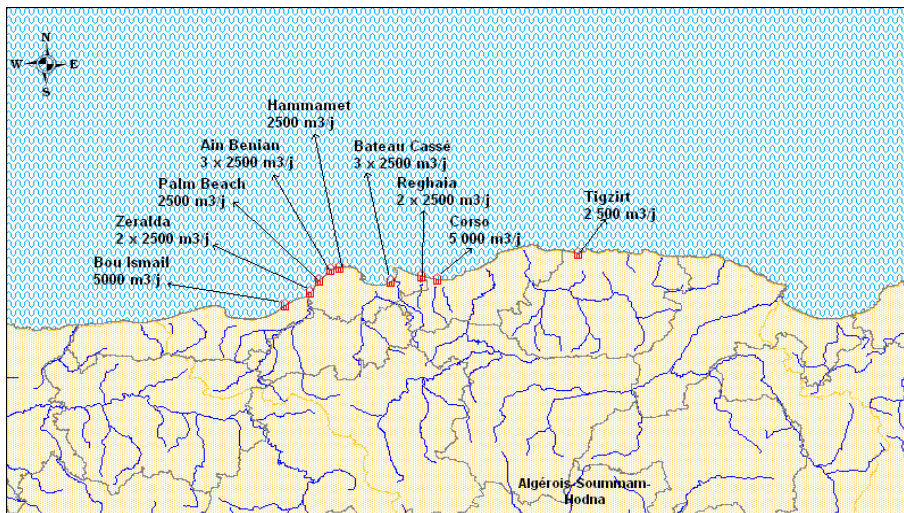 N
W E
S
Hammamet
2500 m3/j
Ain Benian
3 x 2500 m3/j
Bateau Cassé
3 x 2500 m3/j
Palm Beach
2500 m3/j
Reghaia
2 x 2500 m3/j
Zeralda
2 x 2500 m3/j
Corso
5 000 m3/j
Tigzirt
2 500 m3/j
Bou Ismail
5000 m3/j
Algérois-Soummam-
Hodna